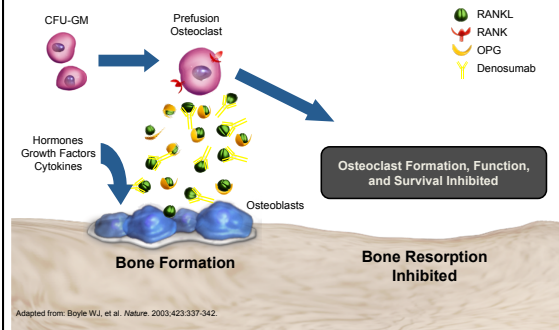 CFU-GM
Prefusion
Osteoclast
RANKL
RANK
OPG
Denosumab
Hormones
Growth Factors
Cytokines
Osteoclast Formation, Function,
and Survival Inhibited
Osteoblasts
Bone Formation
Bone Resorption
Inhibited
Adapted from: Boyle WJ, et al. Nature. 2003;423:337-342.